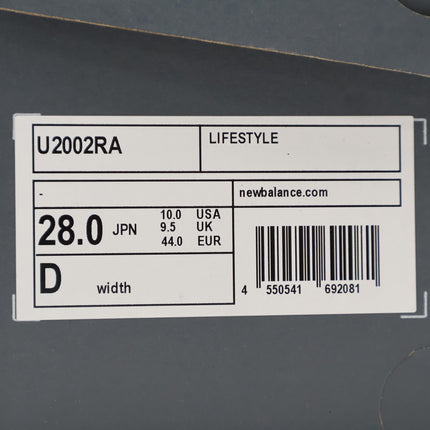 U2002RA
LIFESTYLE
-
newbalance.com
28.0 JPN
10.0 USA
9.5 UK
44.0 EUR
D width
4 550541 692081